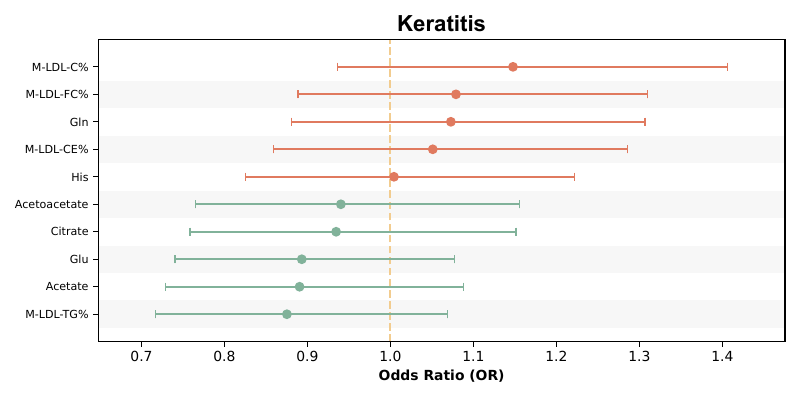 Keratitis
M-LDL-C%
M-LDL-FC%
Gln
M-LDL-CE%
His
Acetoacetate
Citrate
Glu
Acetate
M-LDL-TG%
0.7 0.8 0.9 1.0 1.1 1.2 1.3 1.4
Odds Ratio (OR)